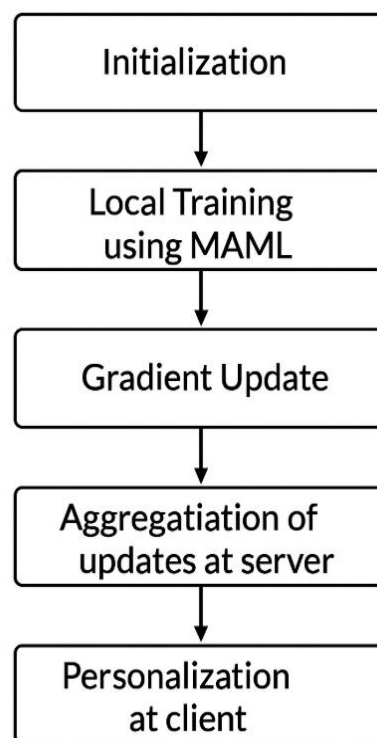 Initialization
Local Training
using MAML
Gradient Update
Aggregatiation of
updates at server
Personalization
at client